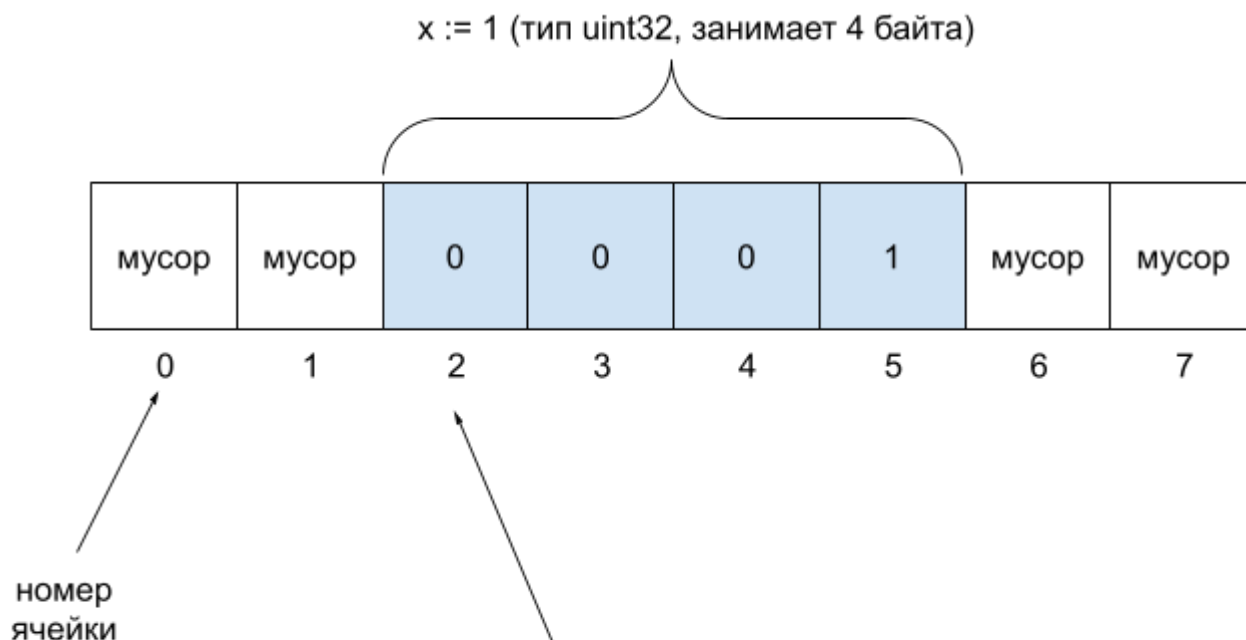 x := 1 (тип uint32, занимает 4 байта)
мусор мусор 0 0 0 1 мусор мусор
0 1 2 3 4 5 6 7
номер
ячейки